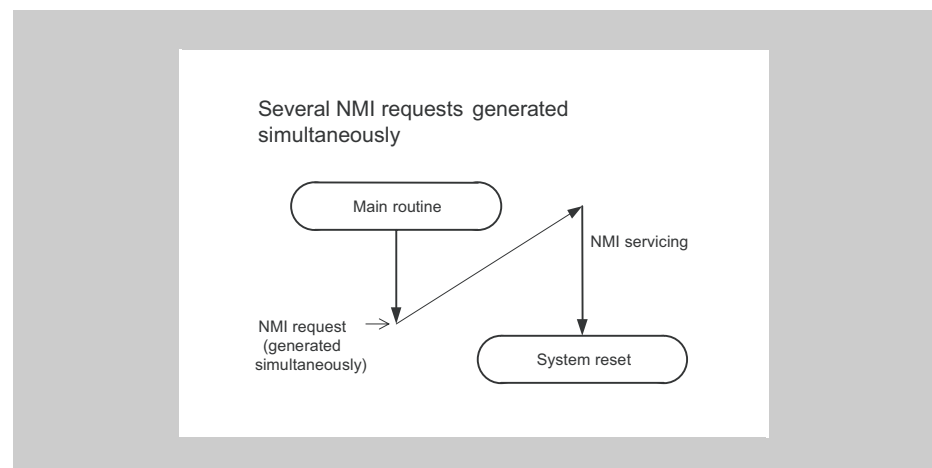 Several NMI requests generated
simultaneously
Main routine
NMI servicing
NMI request
(generated
simultaneously)
System reset